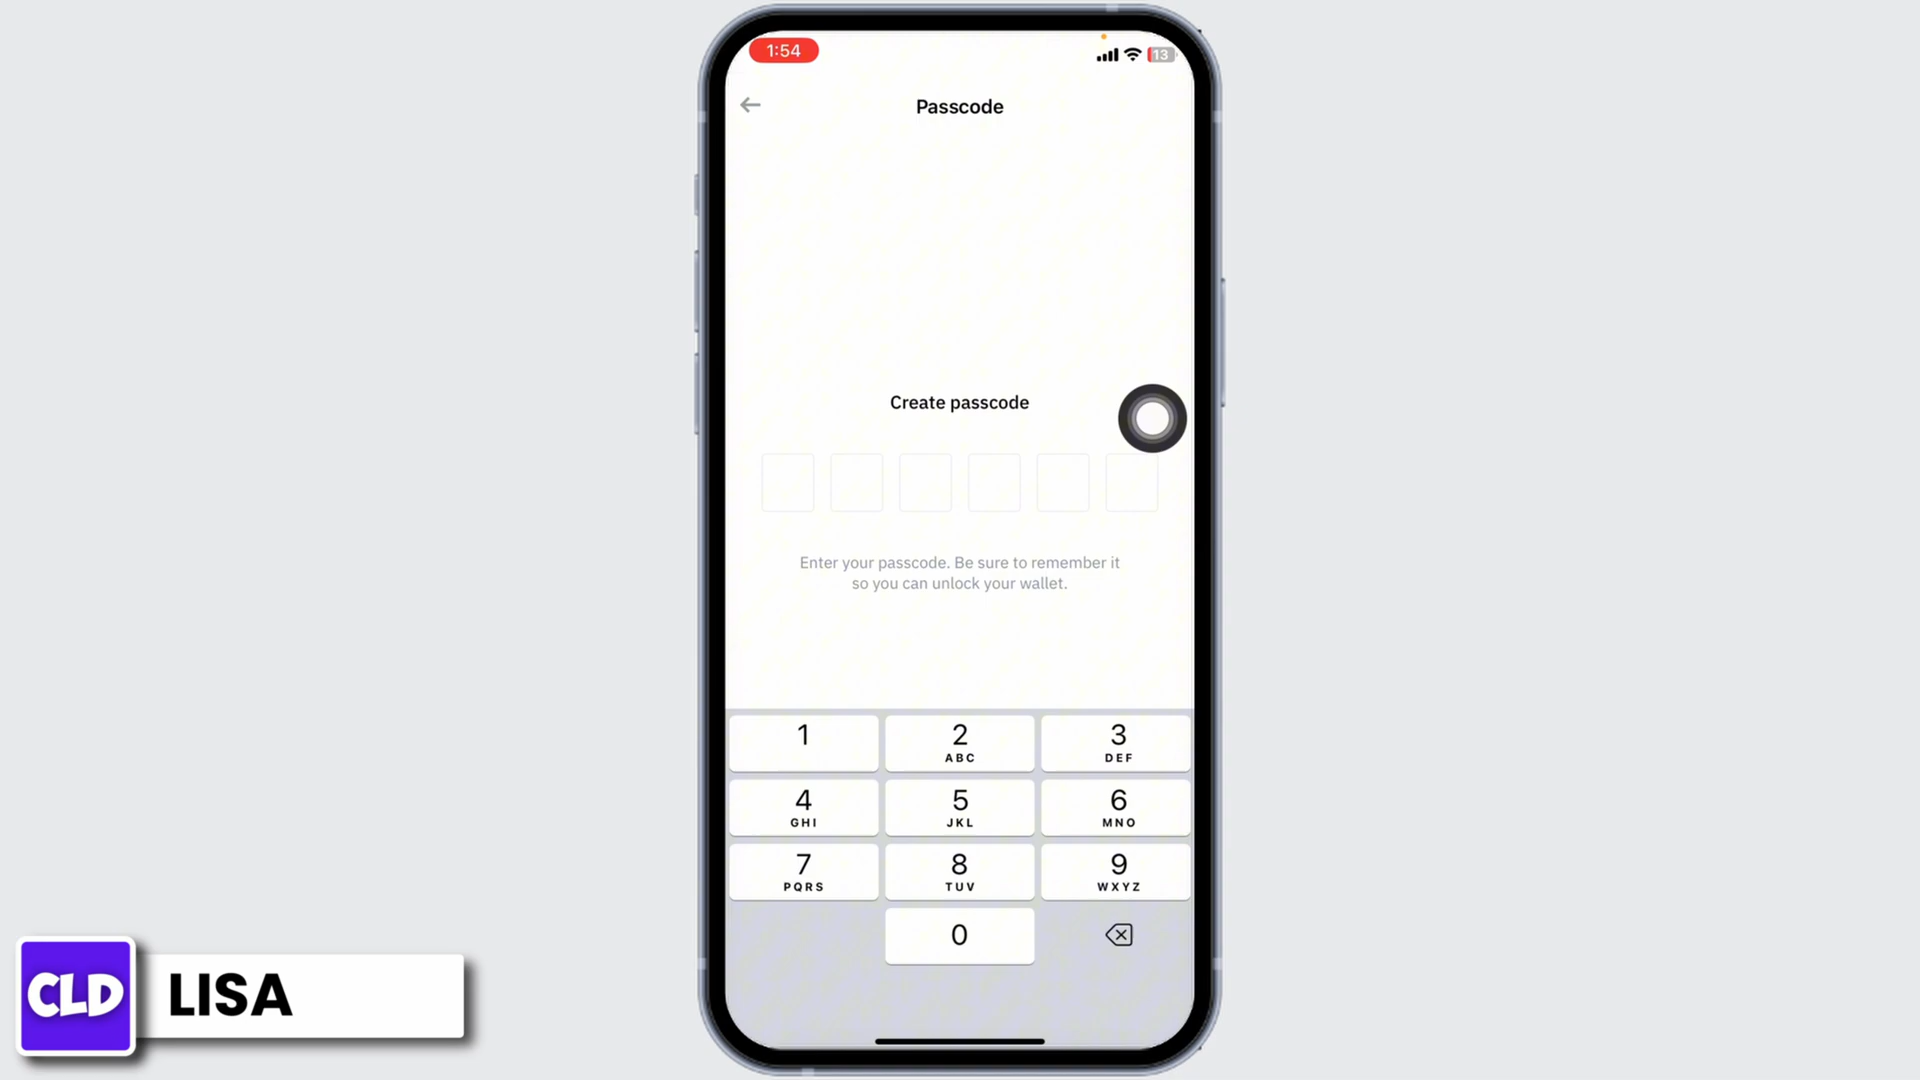 1:54
13
Passcode
Create passcode
Enter your passcode. Be sure to remember it
so you can unlock your wallet.
1
2
ABC
3
DEF
4
GHI
5
JKL
6
MNO
7
PQRS
8
TUV
9
WXYZ
0
CLD
LISA